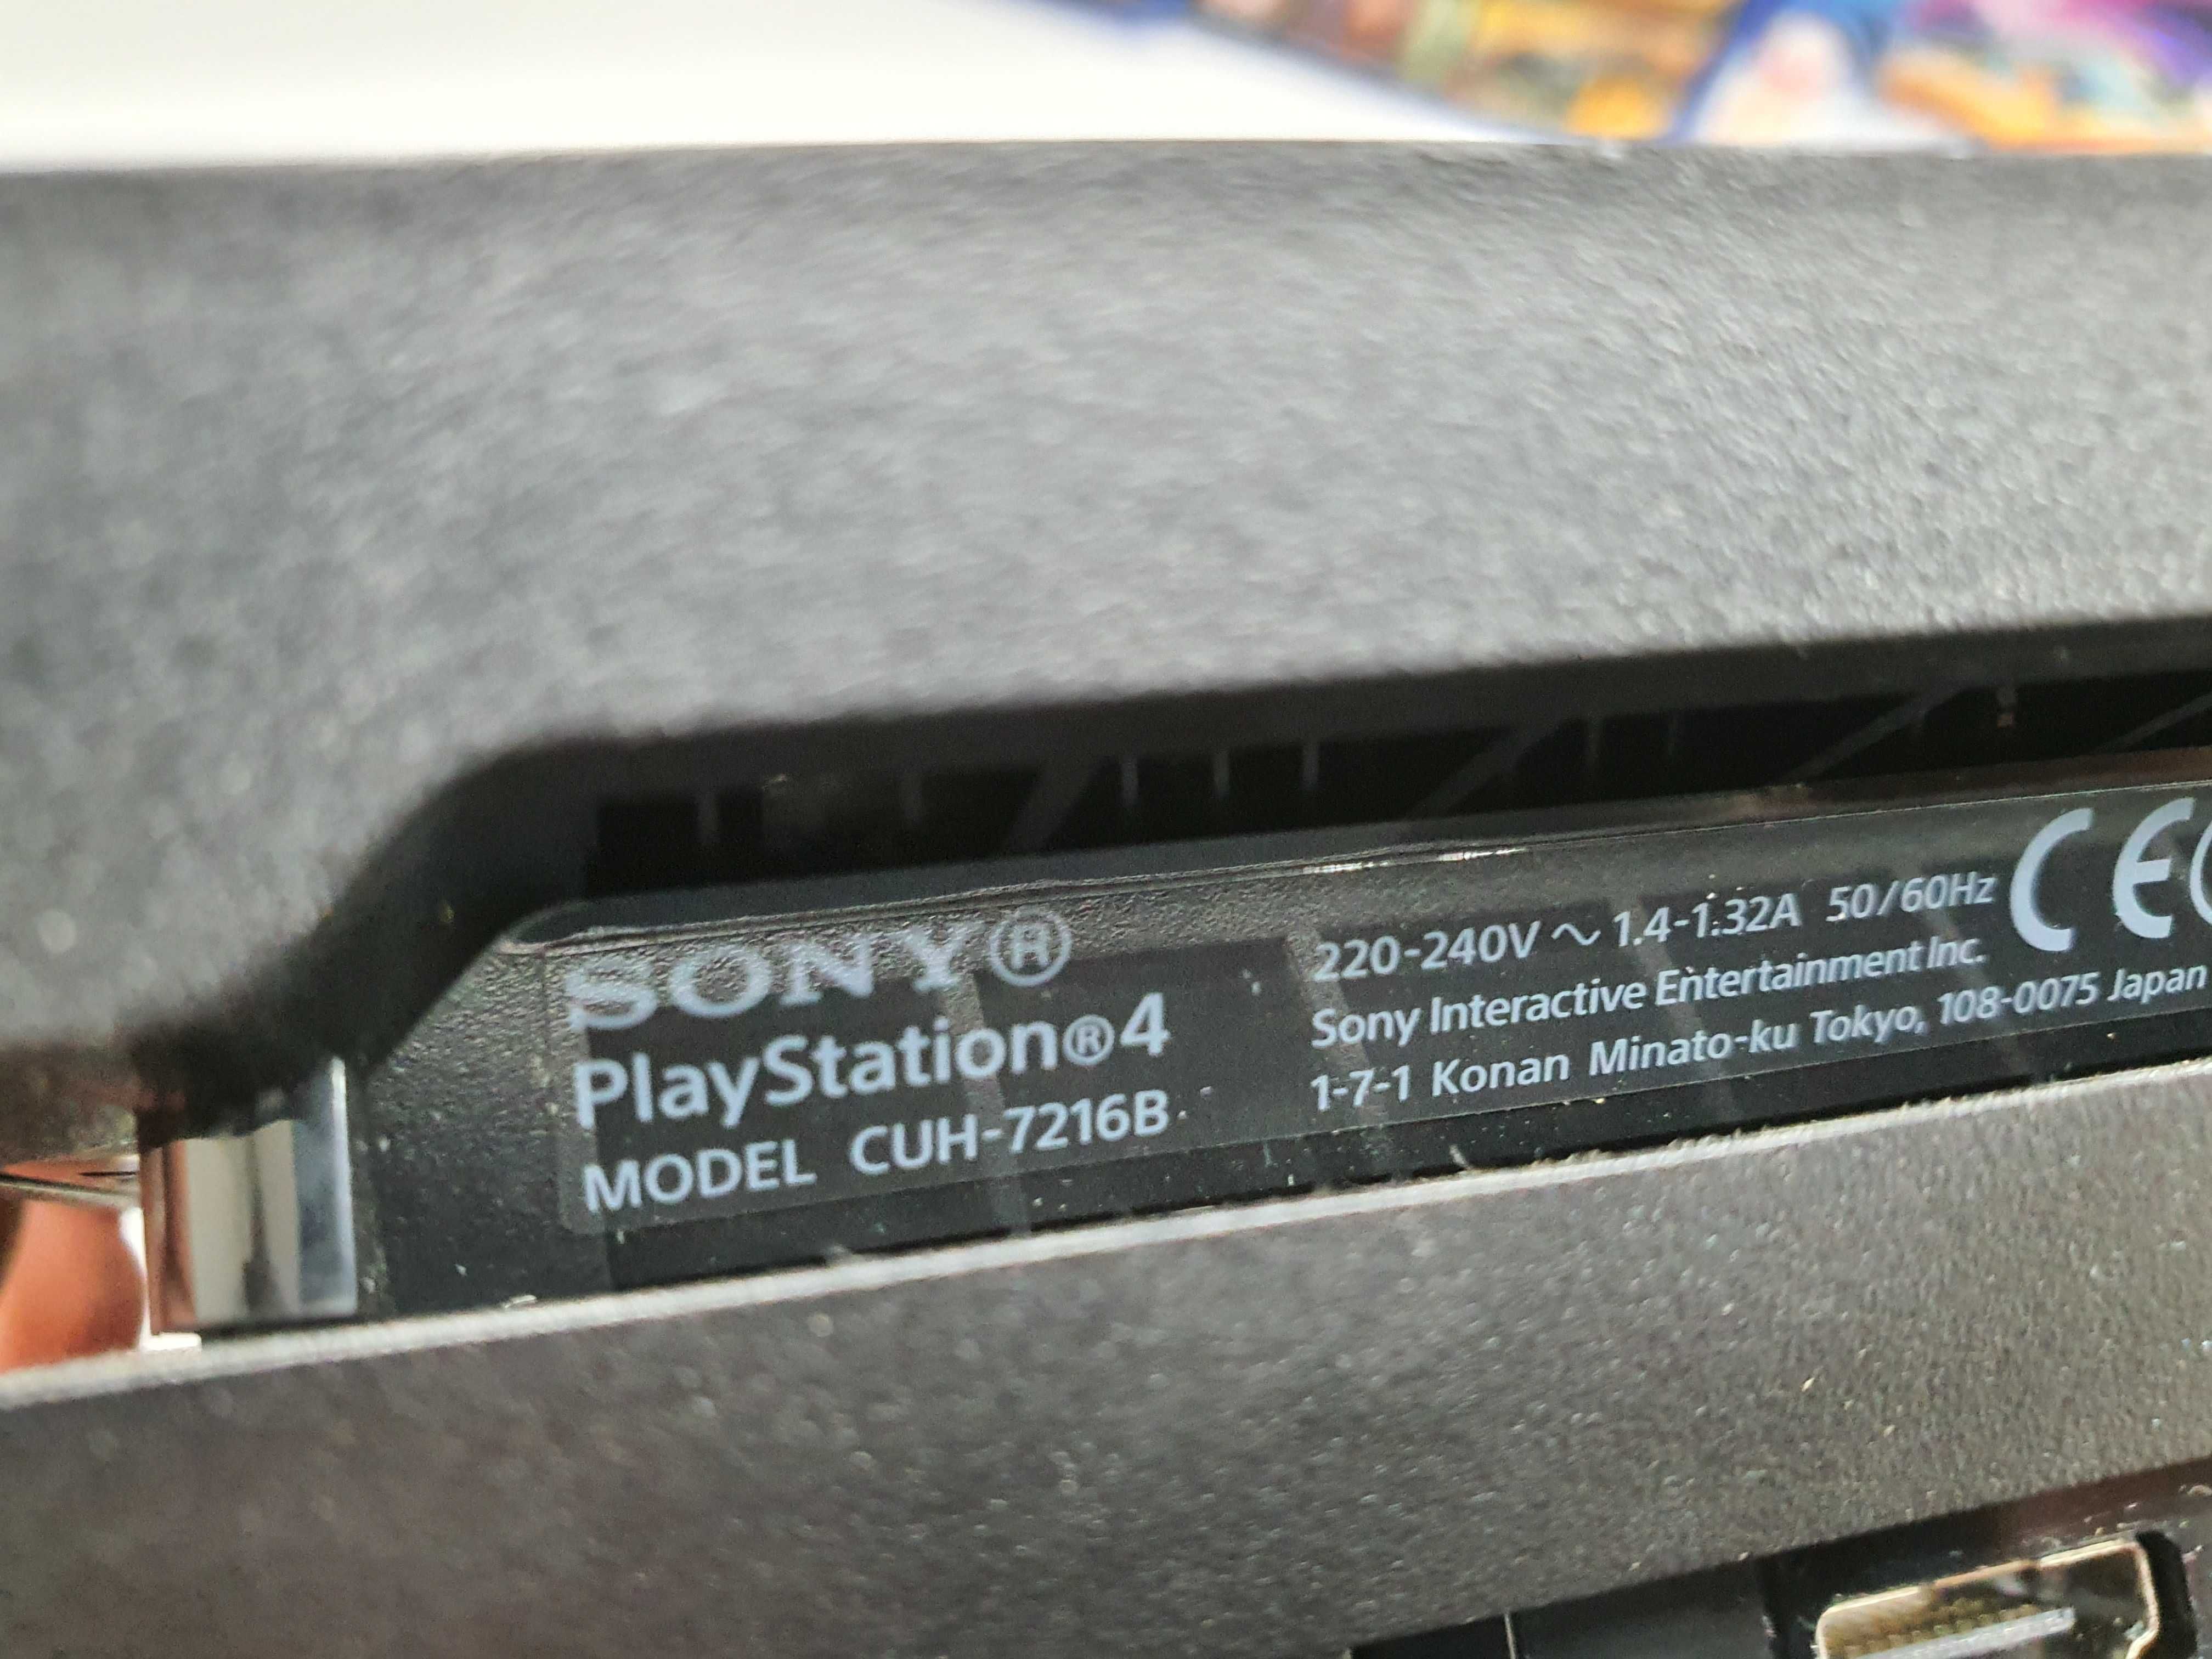 SONY®
PlayStation®4
MODEL CUH-7216B
220-240V ~ 1.4-1.32A 50/60Hz
Sony Interactive Entertainment Inc.
1-7-1 Konan Minato-ku Tokyo, 108-0075 Japan
CE